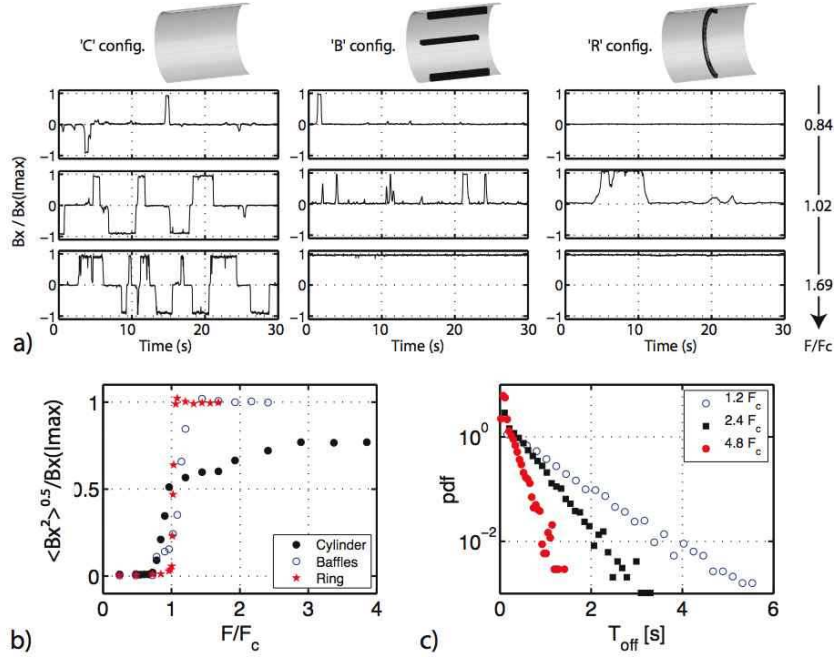 'C' config.
'B' config.
'R' config.
Bx / Bx(Imax)
1
0
−1
0.84
1
0
−1
1.02
1
0
−1
1.69
0 10 20 30
0 10 20 30
0 10 20 30
Time (s)
Time (s)
Time (s)
F/Fc
a)
<Bx²>^0.5/Bx(Imax)
1
0.5
0
0 1 2 3 4
F/Fc
Cylinder
Baffles
Ring
b)
pdf
10⁰
10⁻²
0 2 4 6
Toff [s]
1.2 Fc
2.4 Fc
4.8 Fc
c)